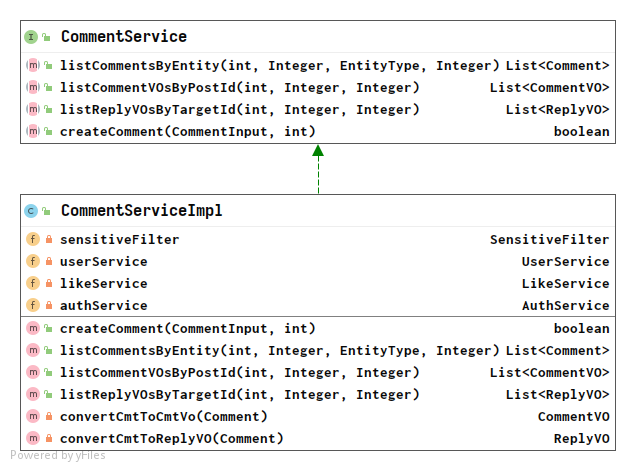 I CommentService
m listCommentsByEntity(int, Integer, EntityType, Integer) List<Comment>
m listCommentVOsByPostId(int, Integer, Integer) List<CommentVO>
m listReplyVOsByTargetId(int, Integer, Integer) List<ReplyVO>
m createComment(CommentInput, int) boolean
C CommentServiceImpl
f sensitiveFilter SensitiveFilter
f userService UserService
f likeService LikeService
f authService AuthService
m createComment(CommentInput, int) boolean
m listCommentsByEntity(int, Integer, EntityType, Integer) List<Comment>
m listCommentVOsByPostId(int, Integer, Integer) List<CommentVO>
m listReplyVOsByTargetId(int, Integer, Integer) List<ReplyVO>
m convertCmtToCmtVo(Comment) CommentVO
m convertCmtToReplyVO(Comment) ReplyVO
Powered by yFiles